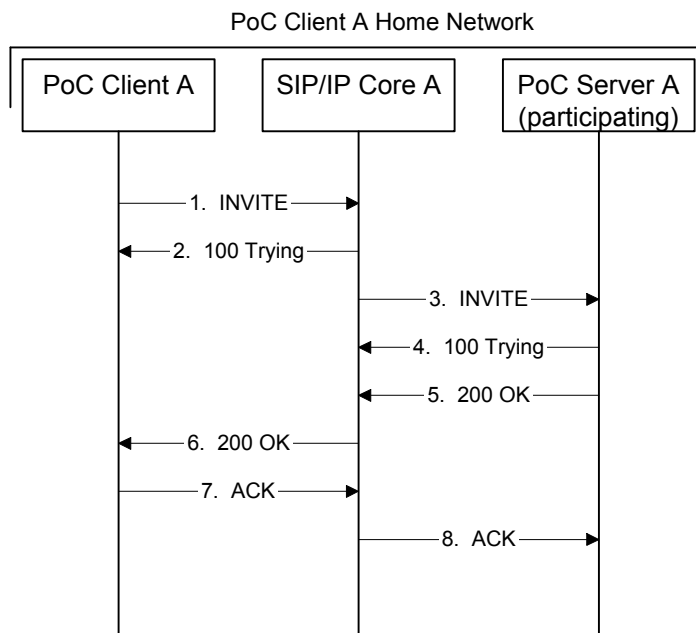 PoC Client A Home Network
PoC Client A
SIP/IP Core A
PoC Server A
(participating)
1. INVITE
2. 100 Trying
3. INVITE
4. 100 Trying
5. 200 OK
6. 200 OK
7. ACK
8. ACK